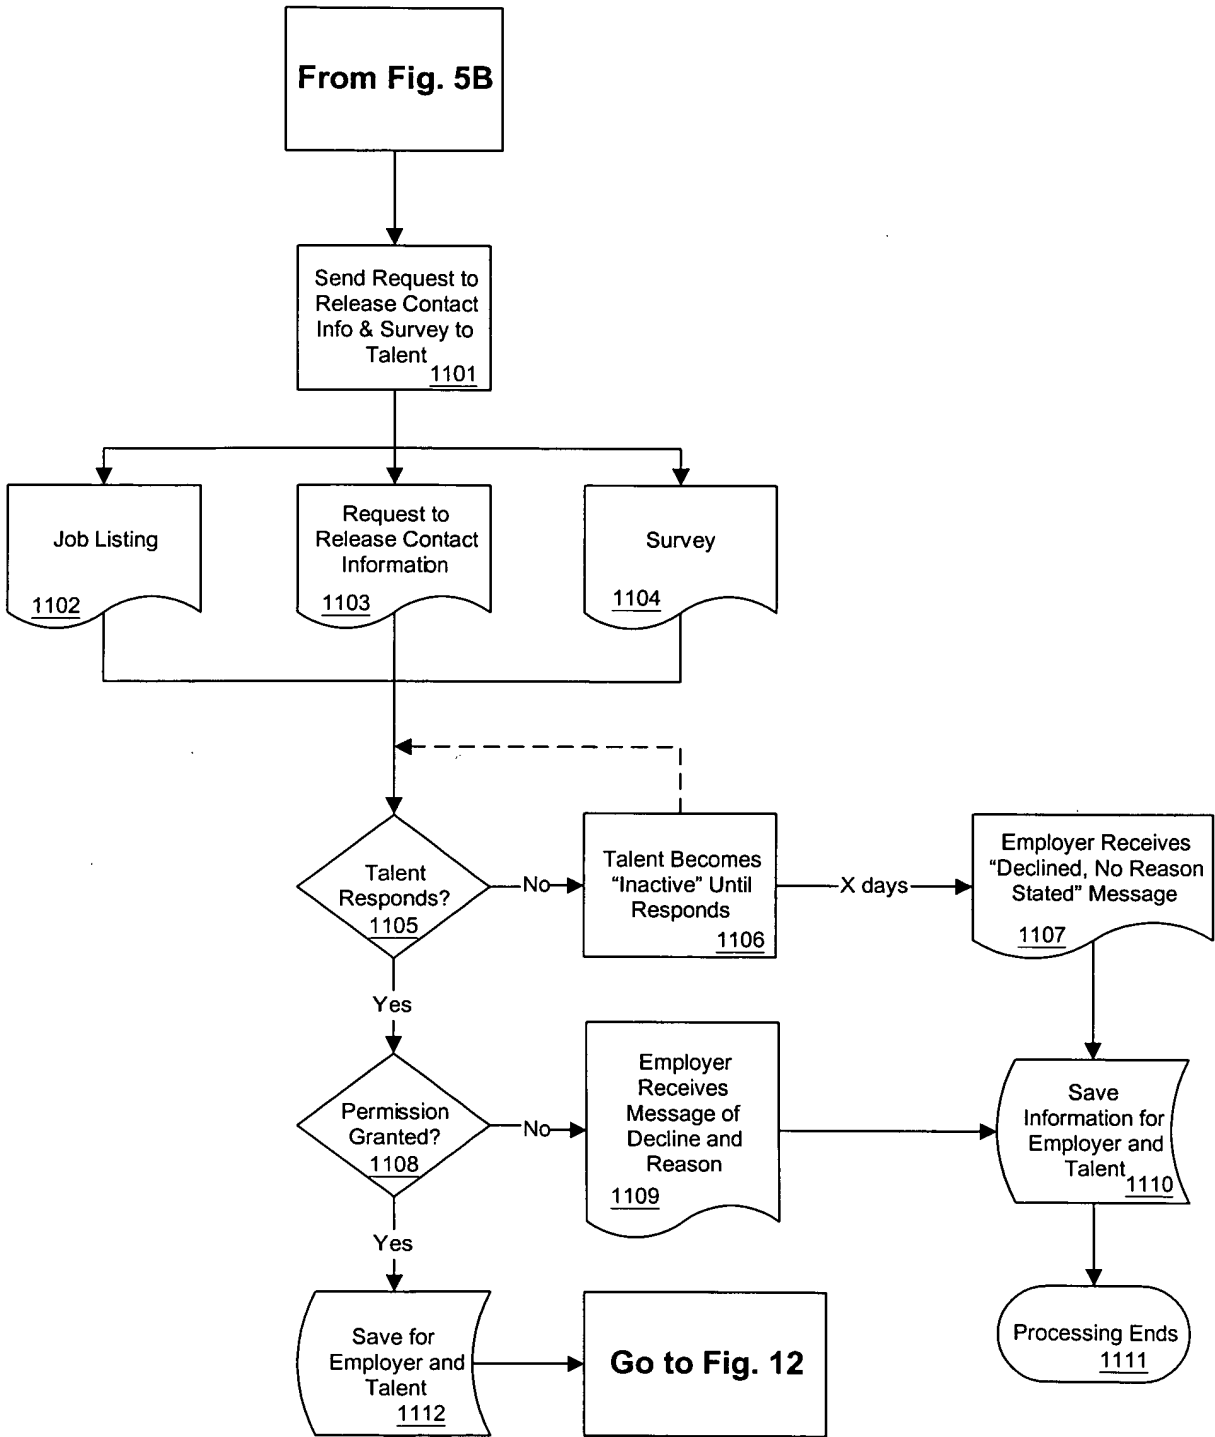 From Fig. 5B
Send Request to
Release Contact
Info & Survey to
Talent
1101
Job Listing
1102
Request to
Release Contact
Information
1103
Survey
1104
Talent
Responds?
1105
No
Talent Becomes
“Inactive” Until
Responds
1106
X days
Employer Receives
“Declined, No Reason
Stated” Message
1107
Yes
Permission
Granted?
1108
No
Employer
Receives
Message of
Decline and
Reason
1109
Save
Information for
Employer and
Talent
1110
Yes
Save for
Employer and
Talent
1112
Go to Fig. 12
Processing Ends
1111